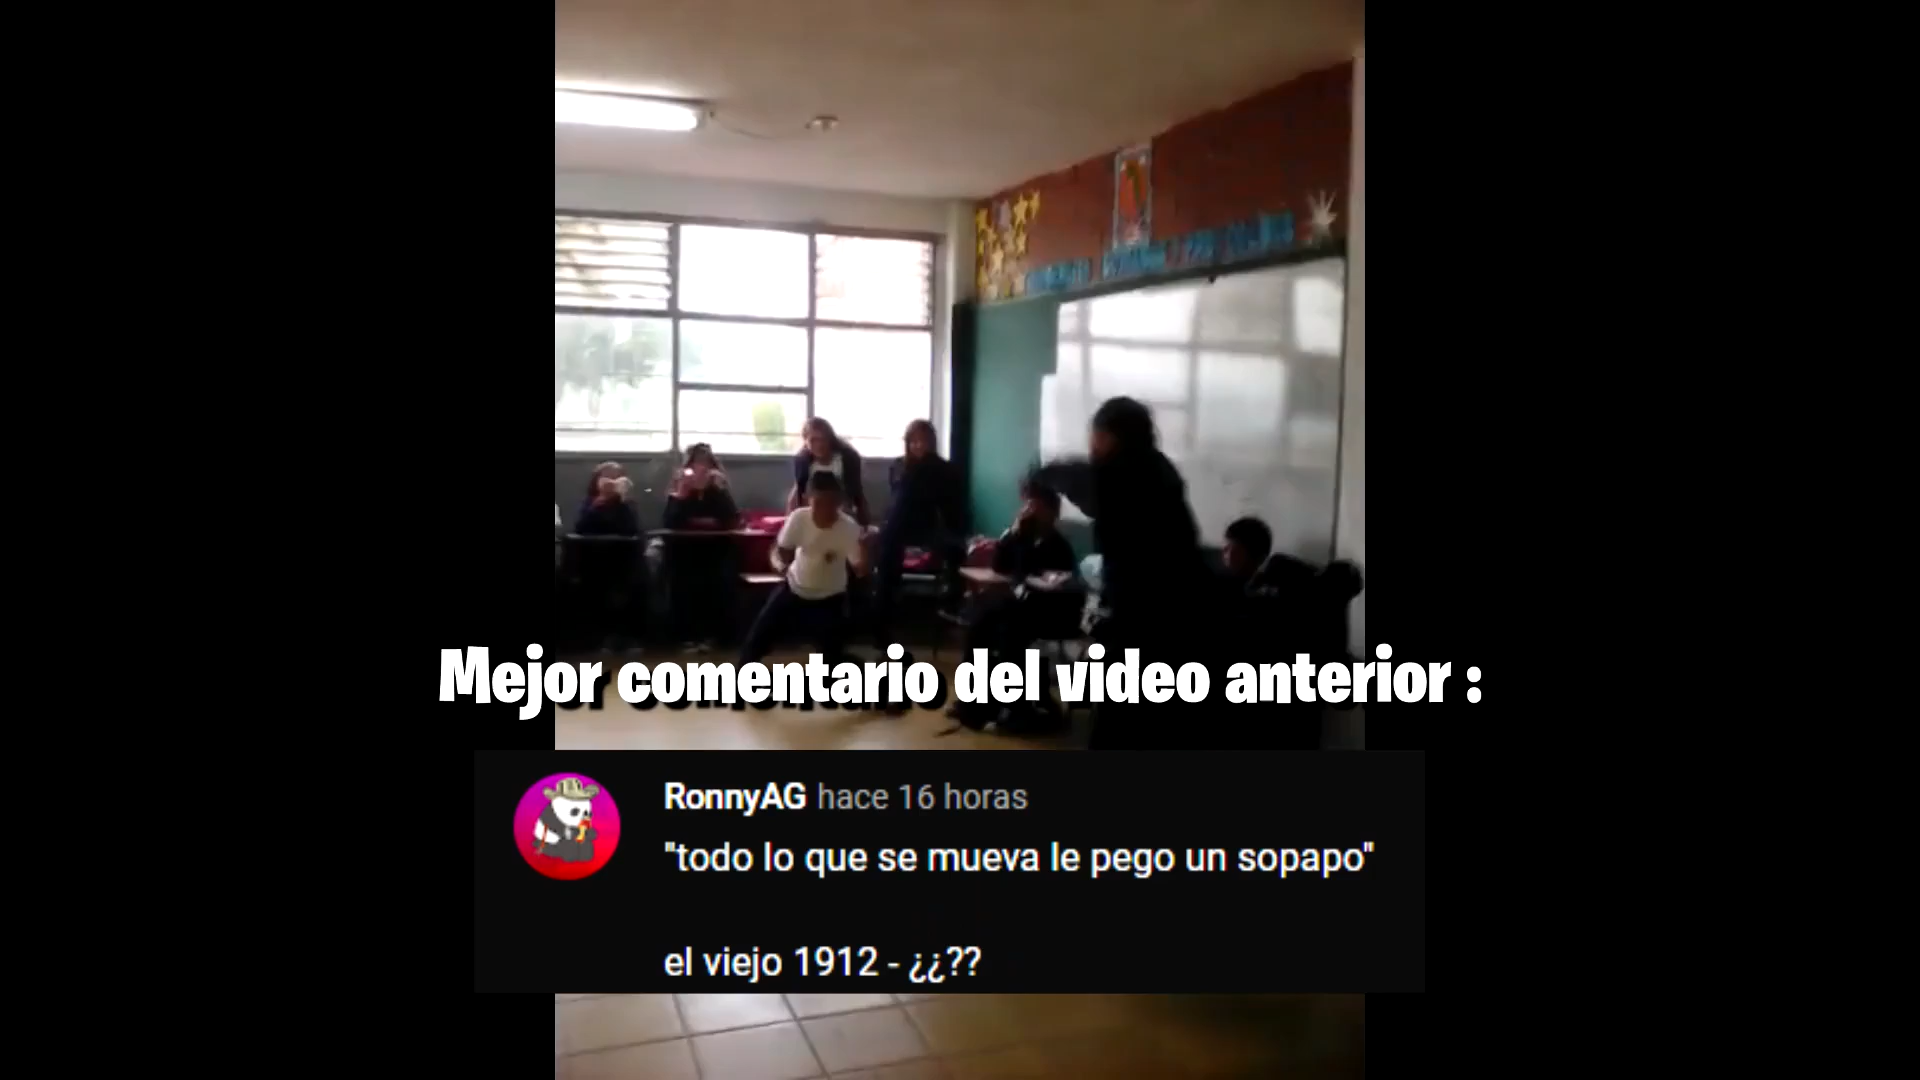 Mejor comentario del video anterior :
RonnyAG hace 16 horas
"todo lo que se mueva le pego un sopapo"
el viejo 1912 - ¿¿??